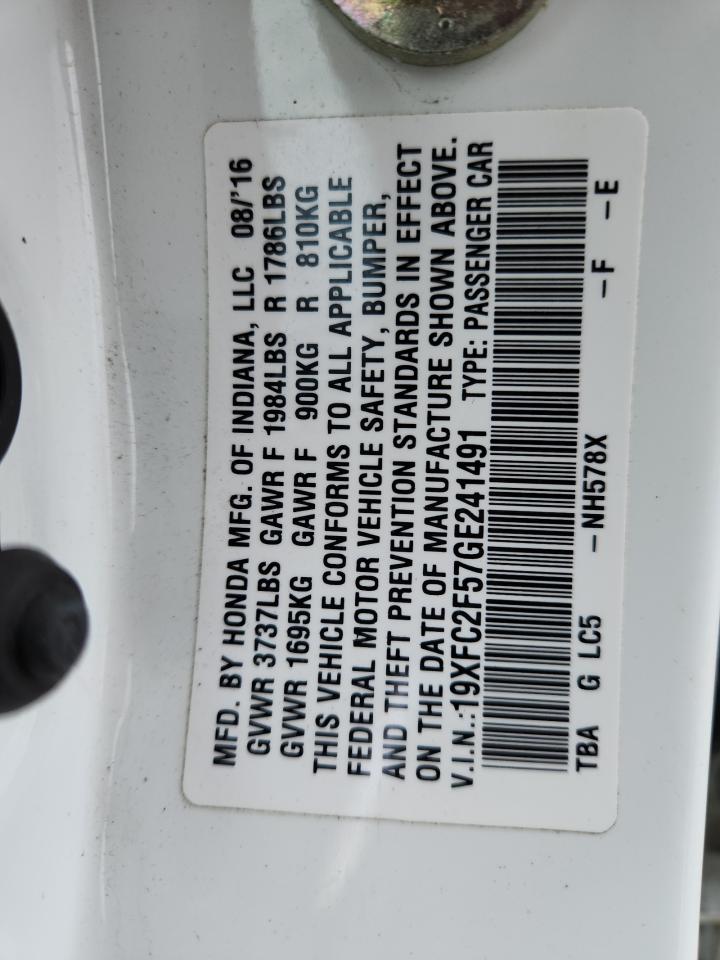 MFD. BY HONDA MFG. OF INDIANA, LLC 08/'16
GVWR 3737LBS GAWR F 1984LBS R 1786LBS
GVWR 1695KG GAWR F 900KG R 810KG
THIS VEHICLE CONFORMS TO ALL APPLICABLE
FEDERAL MOTOR VEHICLE SAFETY, BUMPER,
AND THEFT PREVENTION STANDARDS IN EFFECT
ON THE DATE OF MANUFACTURE SHOWN ABOVE.
V.I.N.:19XFC2F57GE241491 TYPE: PASSENGER CAR
TBA G LC5 –NH578X –F –E